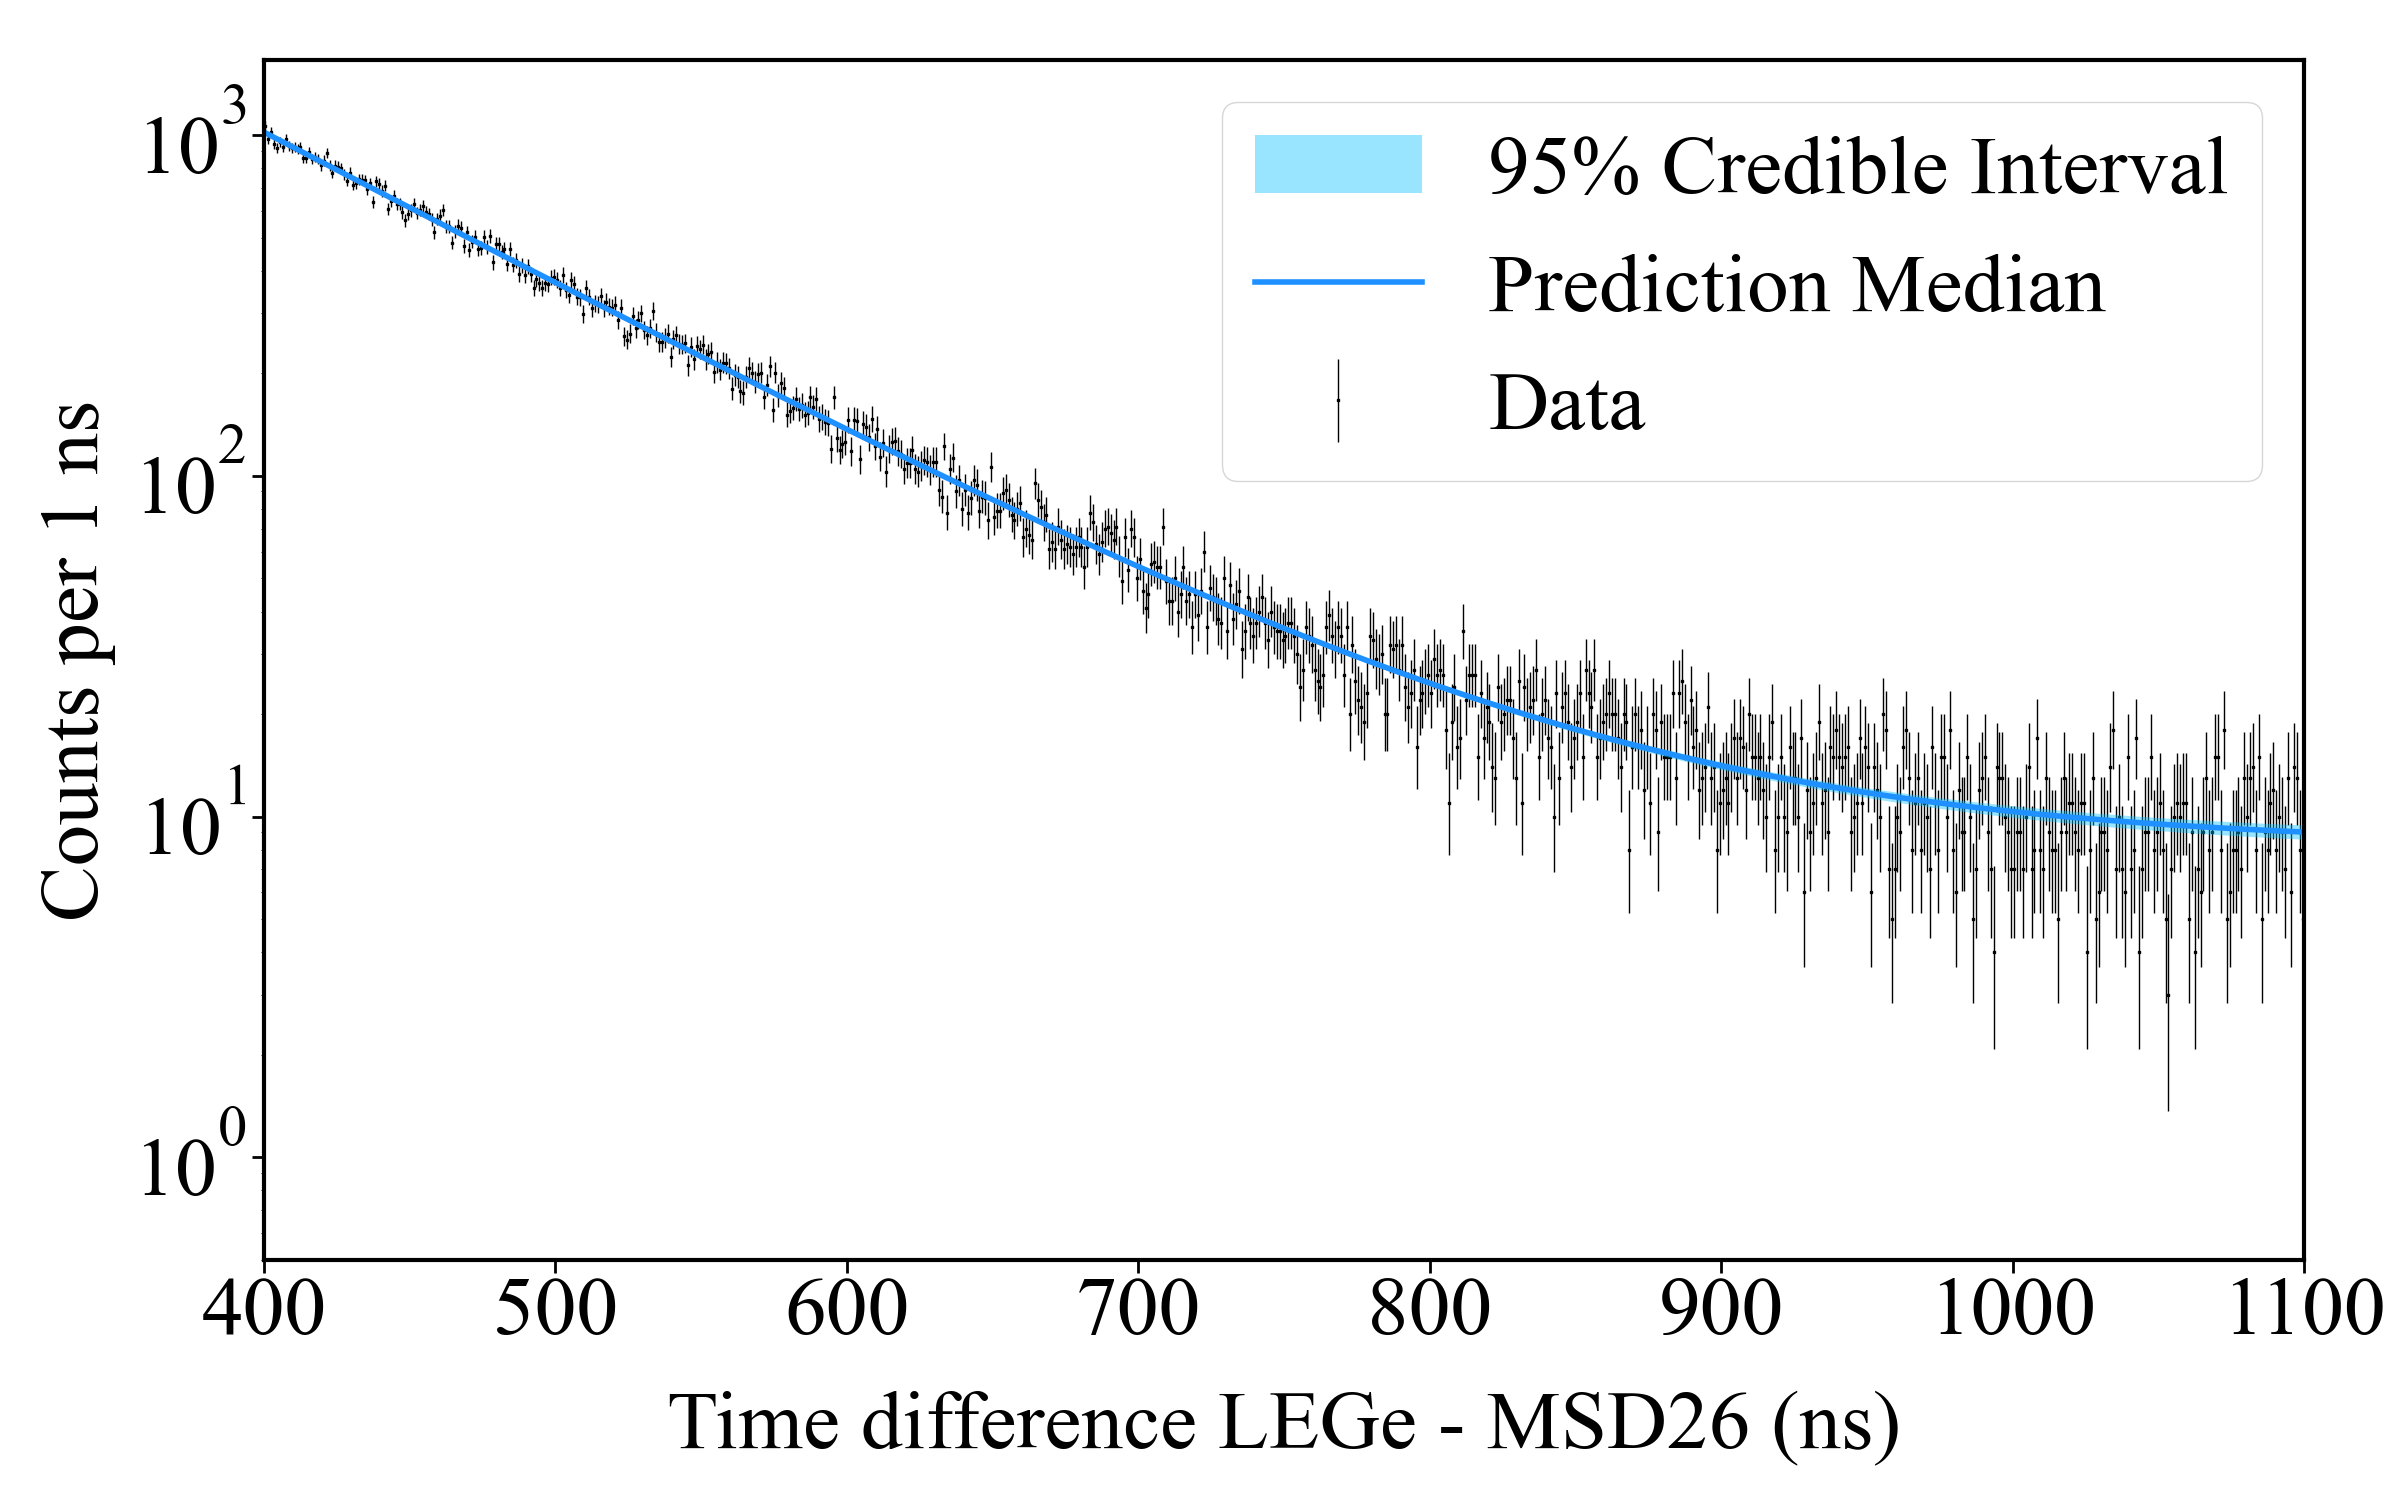 95% Credible Interval
Prediction Median
Data
Counts per 1 ns
10^3
10^2
10^1
10^0
400 500 600 700 800 900 1000 1100
Time difference LEGe - MSD26 (ns)